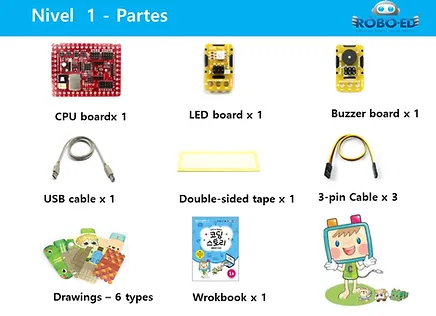 Nivel 1 - Partes
ROBO-ED
CPU boardx 1
LED board x 1
Buzzer board x 1
USB cable x 1
Double-sided tape x 1
3-pin Cable x 3
코딩
스토리
Drawings – 6 types
Wrokbook x 1